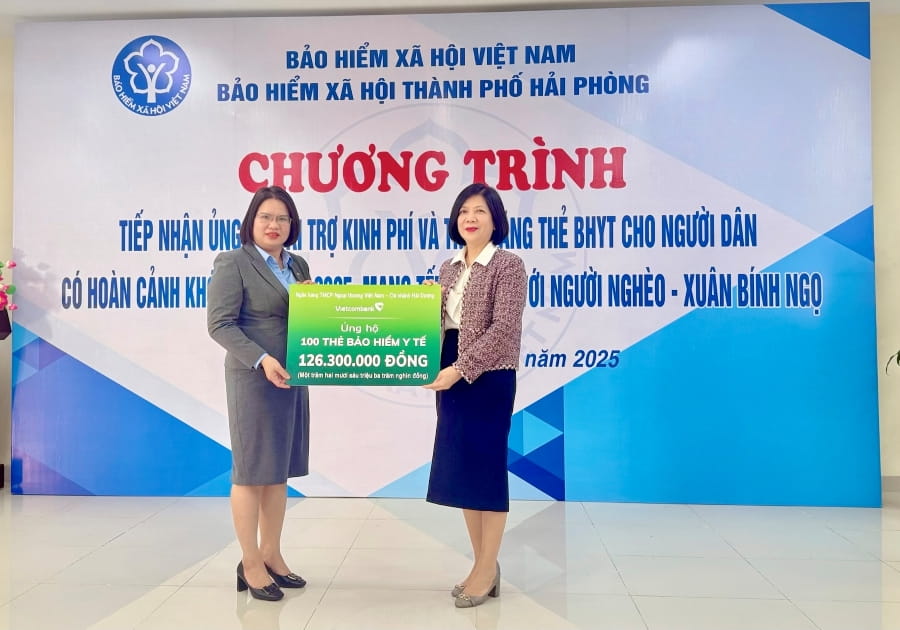 BẢO HIỂM XÃ HỘI VIỆT NAM
BẢO HIỂM XÃ HỘI VIỆT NAM
BẢO HIỂM XÃ HỘI THÀNH PHỐ HẢI PHÒNG
CHƯƠNG TRÌNH
TIẾP NHẬN ỦNG TRỢ KINH PHÍ VÀ THẺ BHYT CHO NGƯỜI DÂN
CÓ HOÀN CẢNH MANG TẾT NGƯỜI NGHÈO - XUÂN BÍNH NGỌ
năm 2025
Ngân hàng TMCP Ngoại thương Việt Nam - Chi nhánh Hải Dương
Vietcombank
Ủng hộ
100 THẺ BẢO HIỂM Y TẾ
126.300.000 ĐỒNG
(Một trăm hai mươi sáu triệu ba trăm nghìn đồng)